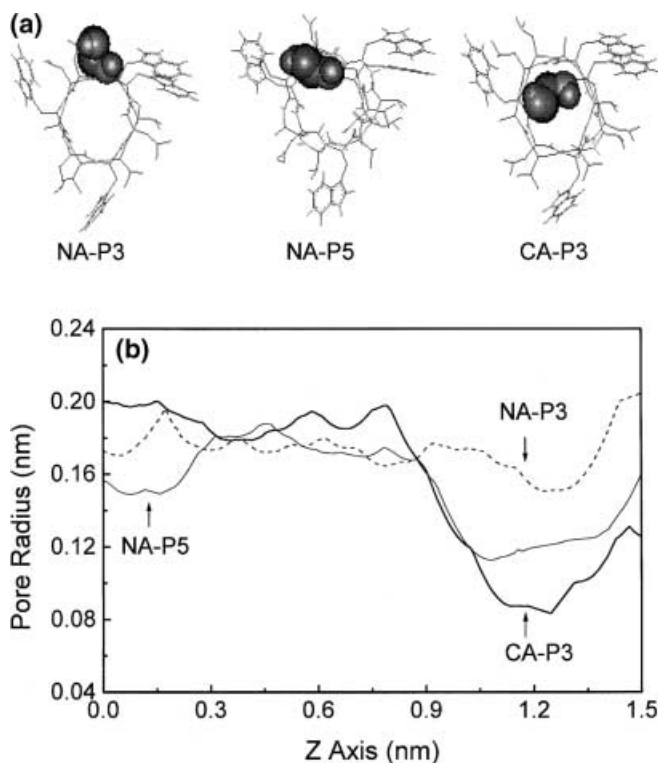 (a)
NA-P3 NA-P5 CA-P3
(b)
0.24
0.20
0.16
0.12
0.08
0.04
Pore Radius (nm)
NA-P3
NA-P5
CA-P3
0.0 0.3 0.6 0.9 1.2 1.5
Z Axis (nm)